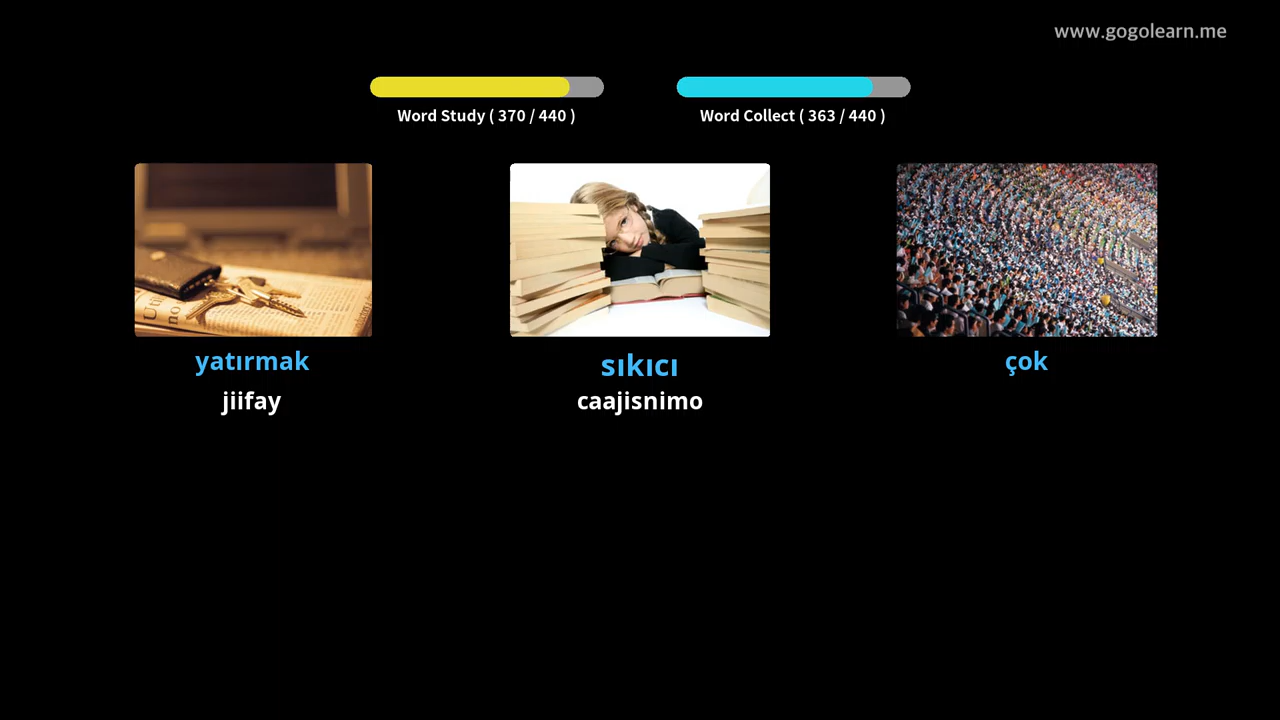 www.gogolearn.me
Word Study ( 370 / 440 )
Word Collect ( 363 / 440 )
yatırmak
sıkıcı
çok
jiifay
caajisnimo